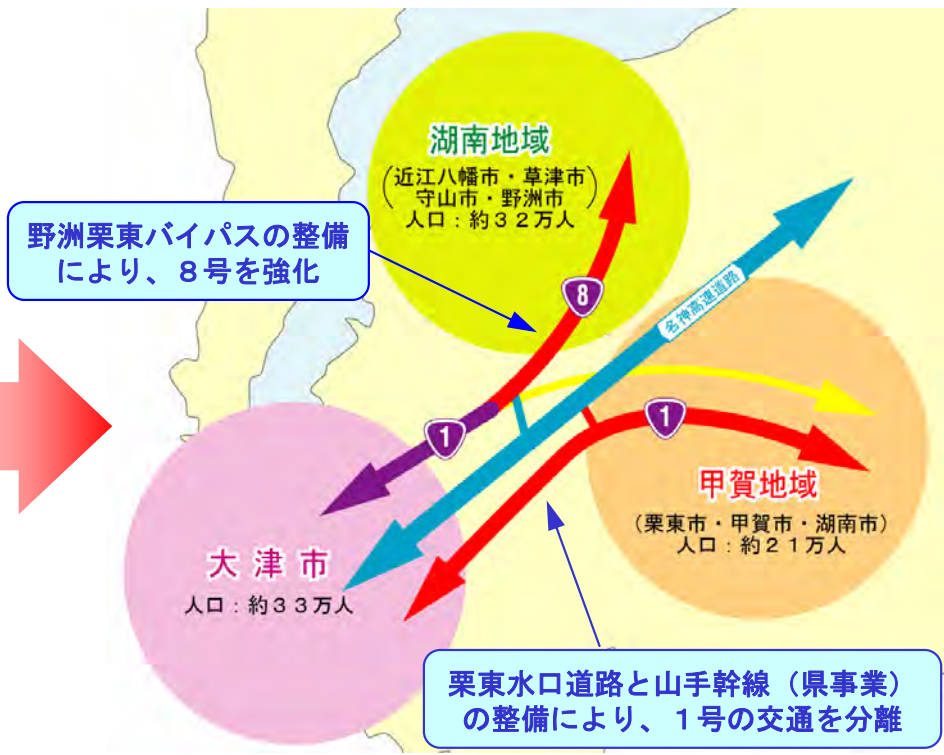 湖南地域
(近江八幡市・草津市
守山市・野洲市)
人口：約３２万人
野洲栗東バイパスの整備
により、８号を強化
8
名神高速道路
1
1
甲賀地域
(栗東市・甲賀市・湖南市)
人口：約２１万人
大津市
人口：約３３万人
栗東水口道路と山手幹線（県事業）
の整備により、１号の交通を分離